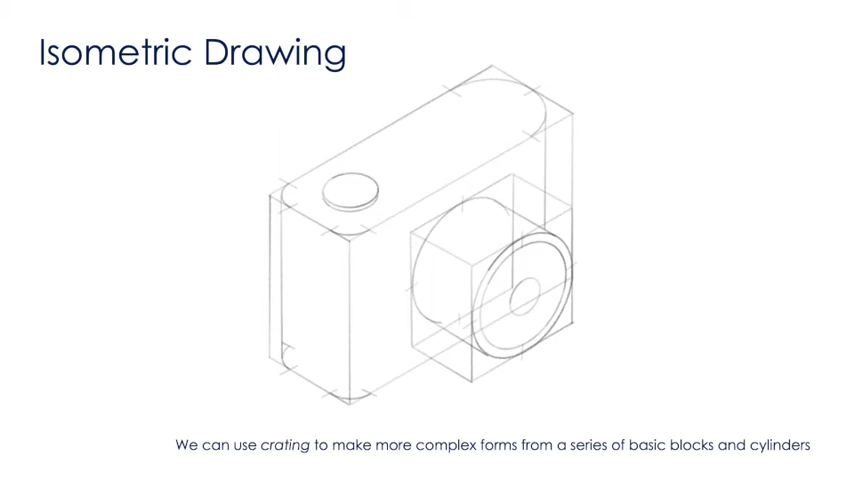 Isometric Drawing
We can use crating to make more complex forms from a series of basic blocks and cylinders